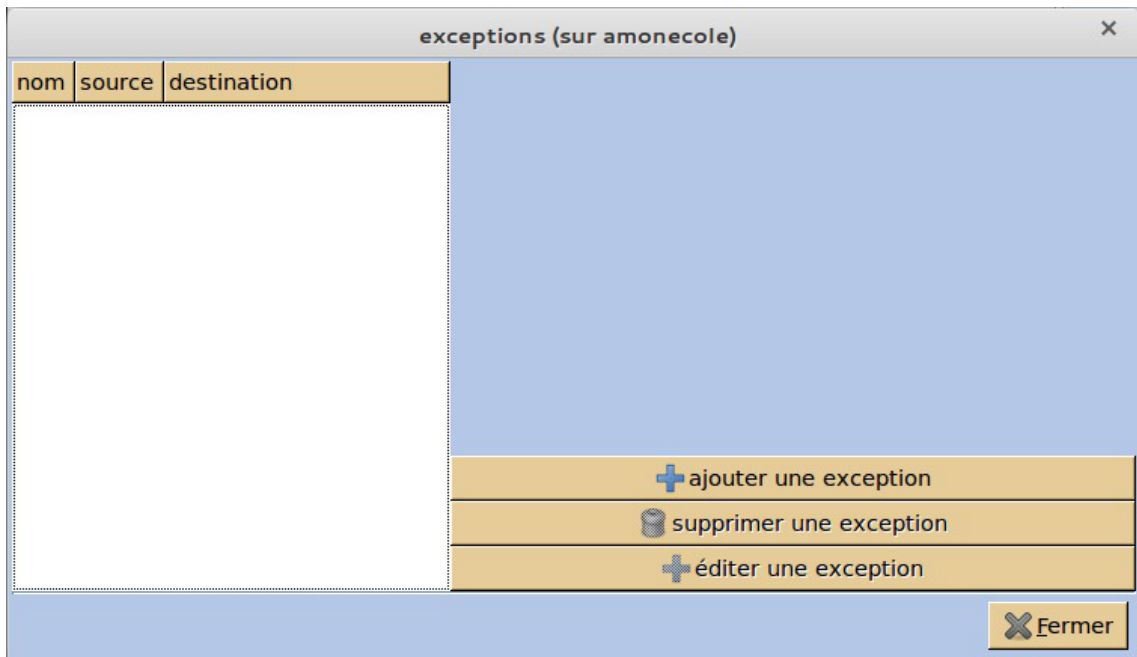 exceptions (sur amonecole)
nom source destination
ajouter une exception
supprimer une exception
éditer une exception
Fermer